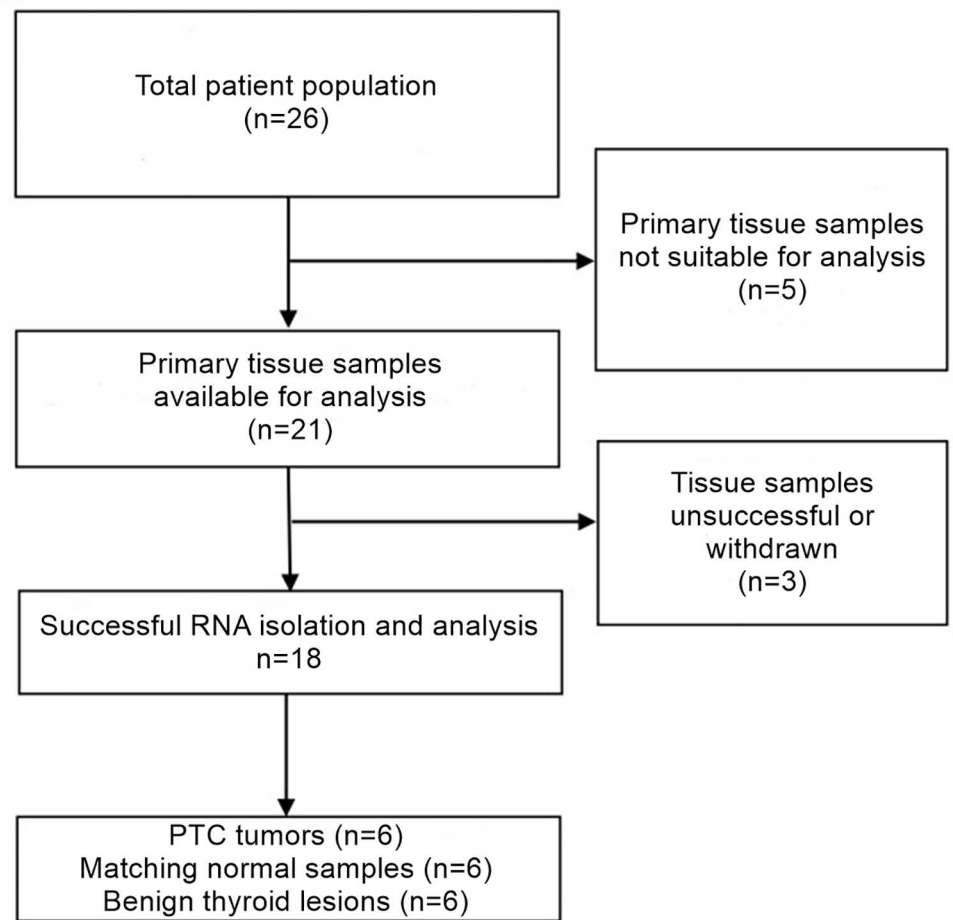 Total patient population
(n=26)
Primary tissue samples
not suitable for analysis
(n=5)
Primary tissue samples
available for analysis
(n=21)
Tissue samples
unsuccessful or
withdrawn
(n=3)
Successful RNA isolation and analysis
n=18
PTC tumors (n=6)
Matching normal samples (n=6)
Benign thyroid lesions (n=6)